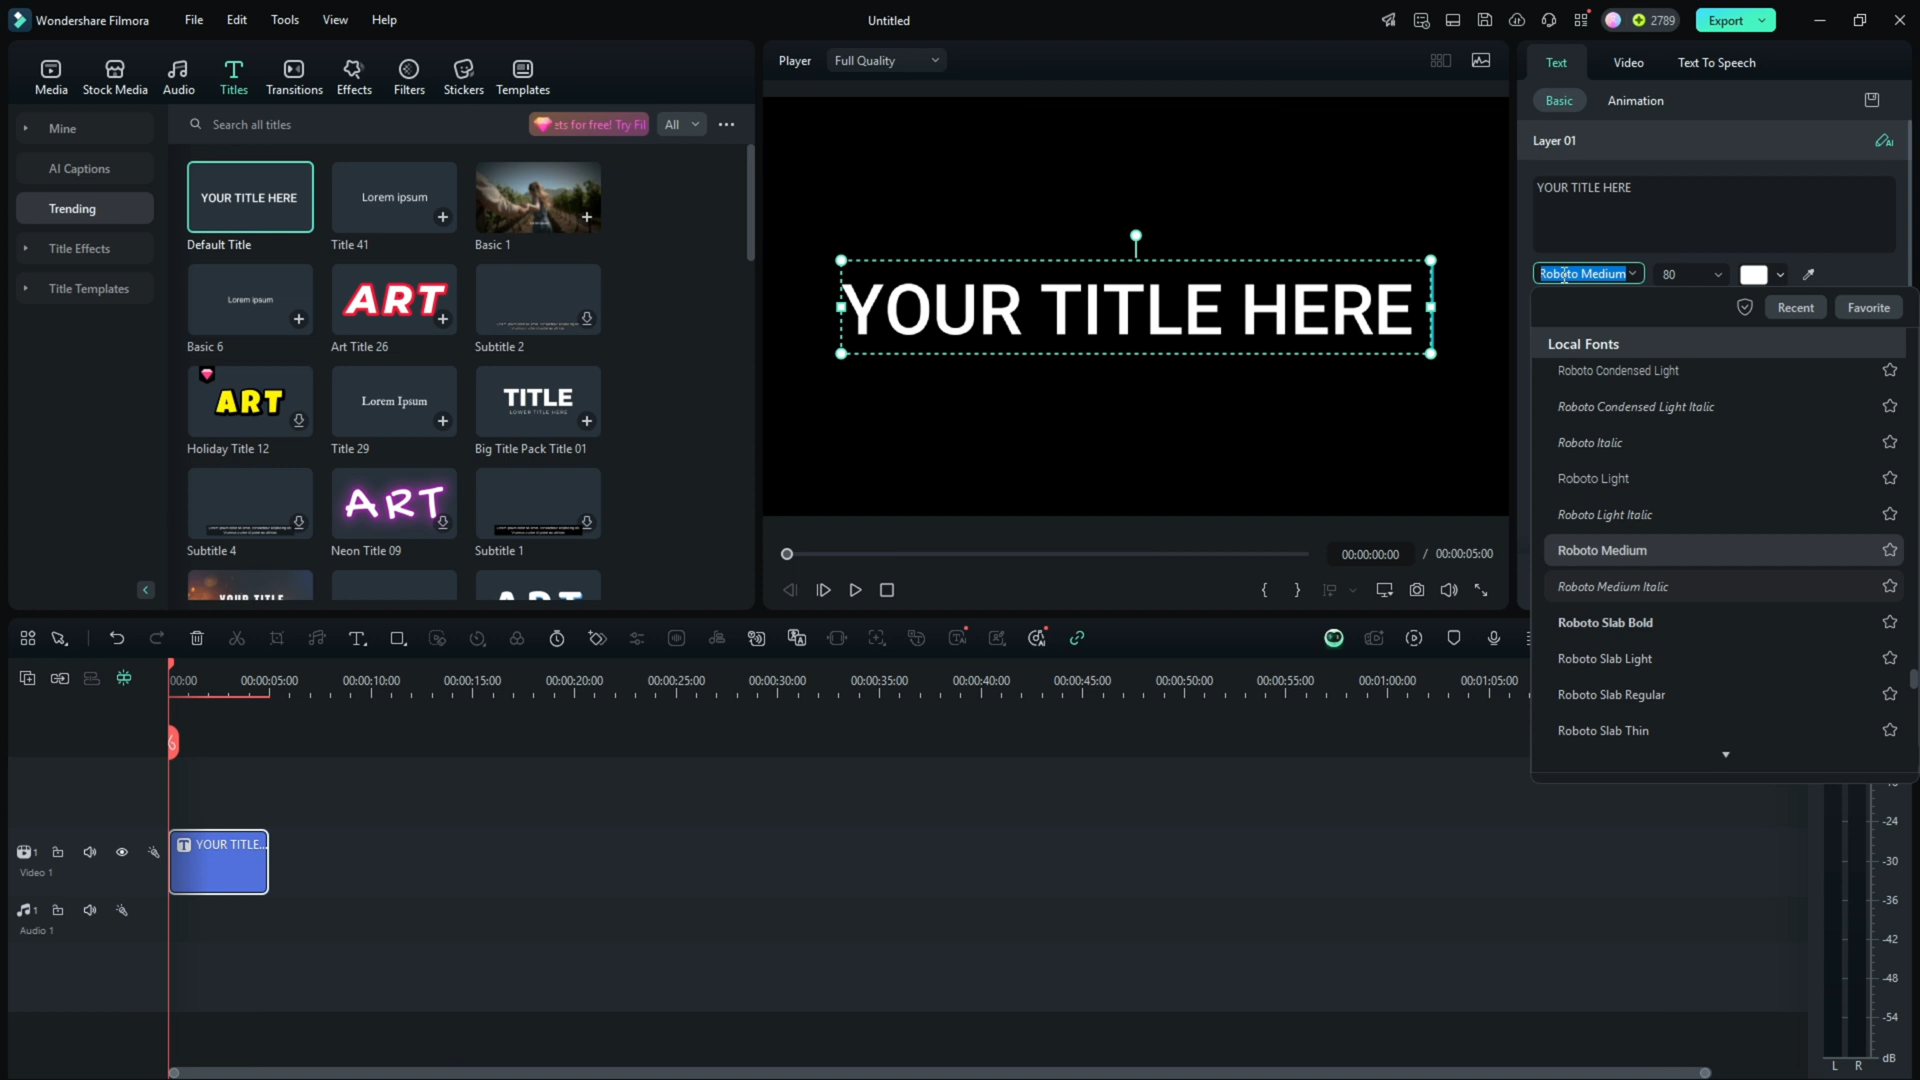 Wondershare Filmora
File
Edit
Tools
View
Help
Untitled
2789
Export
Media
Stock Media
Audio
Titles
Transitions
Effects
Filters
Stickers
Templates
Player
Full Quality
Text
Video
Text To Speech
Basic
Animation
Mine
AI Captions
Trending
Title Effects
Title Templates
Search all titles
ets for free! Try Fil
All
YOUR TITLE HERE
Default Title
Lorem ipsum
Title 41
Basic 1
Lorem ipsum
Basic 6
ART
Art Title 26
Subtitle 2
ART
Holiday Title 12
Lorem Ipsum
Title 29
TITLE
LOWER TITLE HERE
Big Title Pack Title 01
Subtitle 4
ART
Neon Title 09
Subtitle 1
YOUR TITLE
ART
YOUR TITLE HERE
00:00:00:00 / 00:00:05:00
Layer 01
AI
YOUR TITLE HERE
Roboto Medium
80
Recent
Favorite
Local Fonts
Roboto Condensed Light
Roboto Condensed Light Italic
Roboto Italic
Roboto Light
Roboto Light Italic
Roboto Medium
Roboto Medium Italic
Roboto Slab Bold
Roboto Slab Light
Roboto Slab Regular
Roboto Slab Thin
00:00
00:00:05:00
00:00:10:00
00:00:15:00
00:00:20:00
00:00:25:00
00:00:30:00
00:00:35:00
00:00:40:00
00:00:45:00
00:00:50:00
00:00:55:00
00:01:00:00
00:01:05:00
1
Video 1
YOUR TITLE...
1
Audio 1
-24
-30
-36
-42
-48
-54
dB
L R